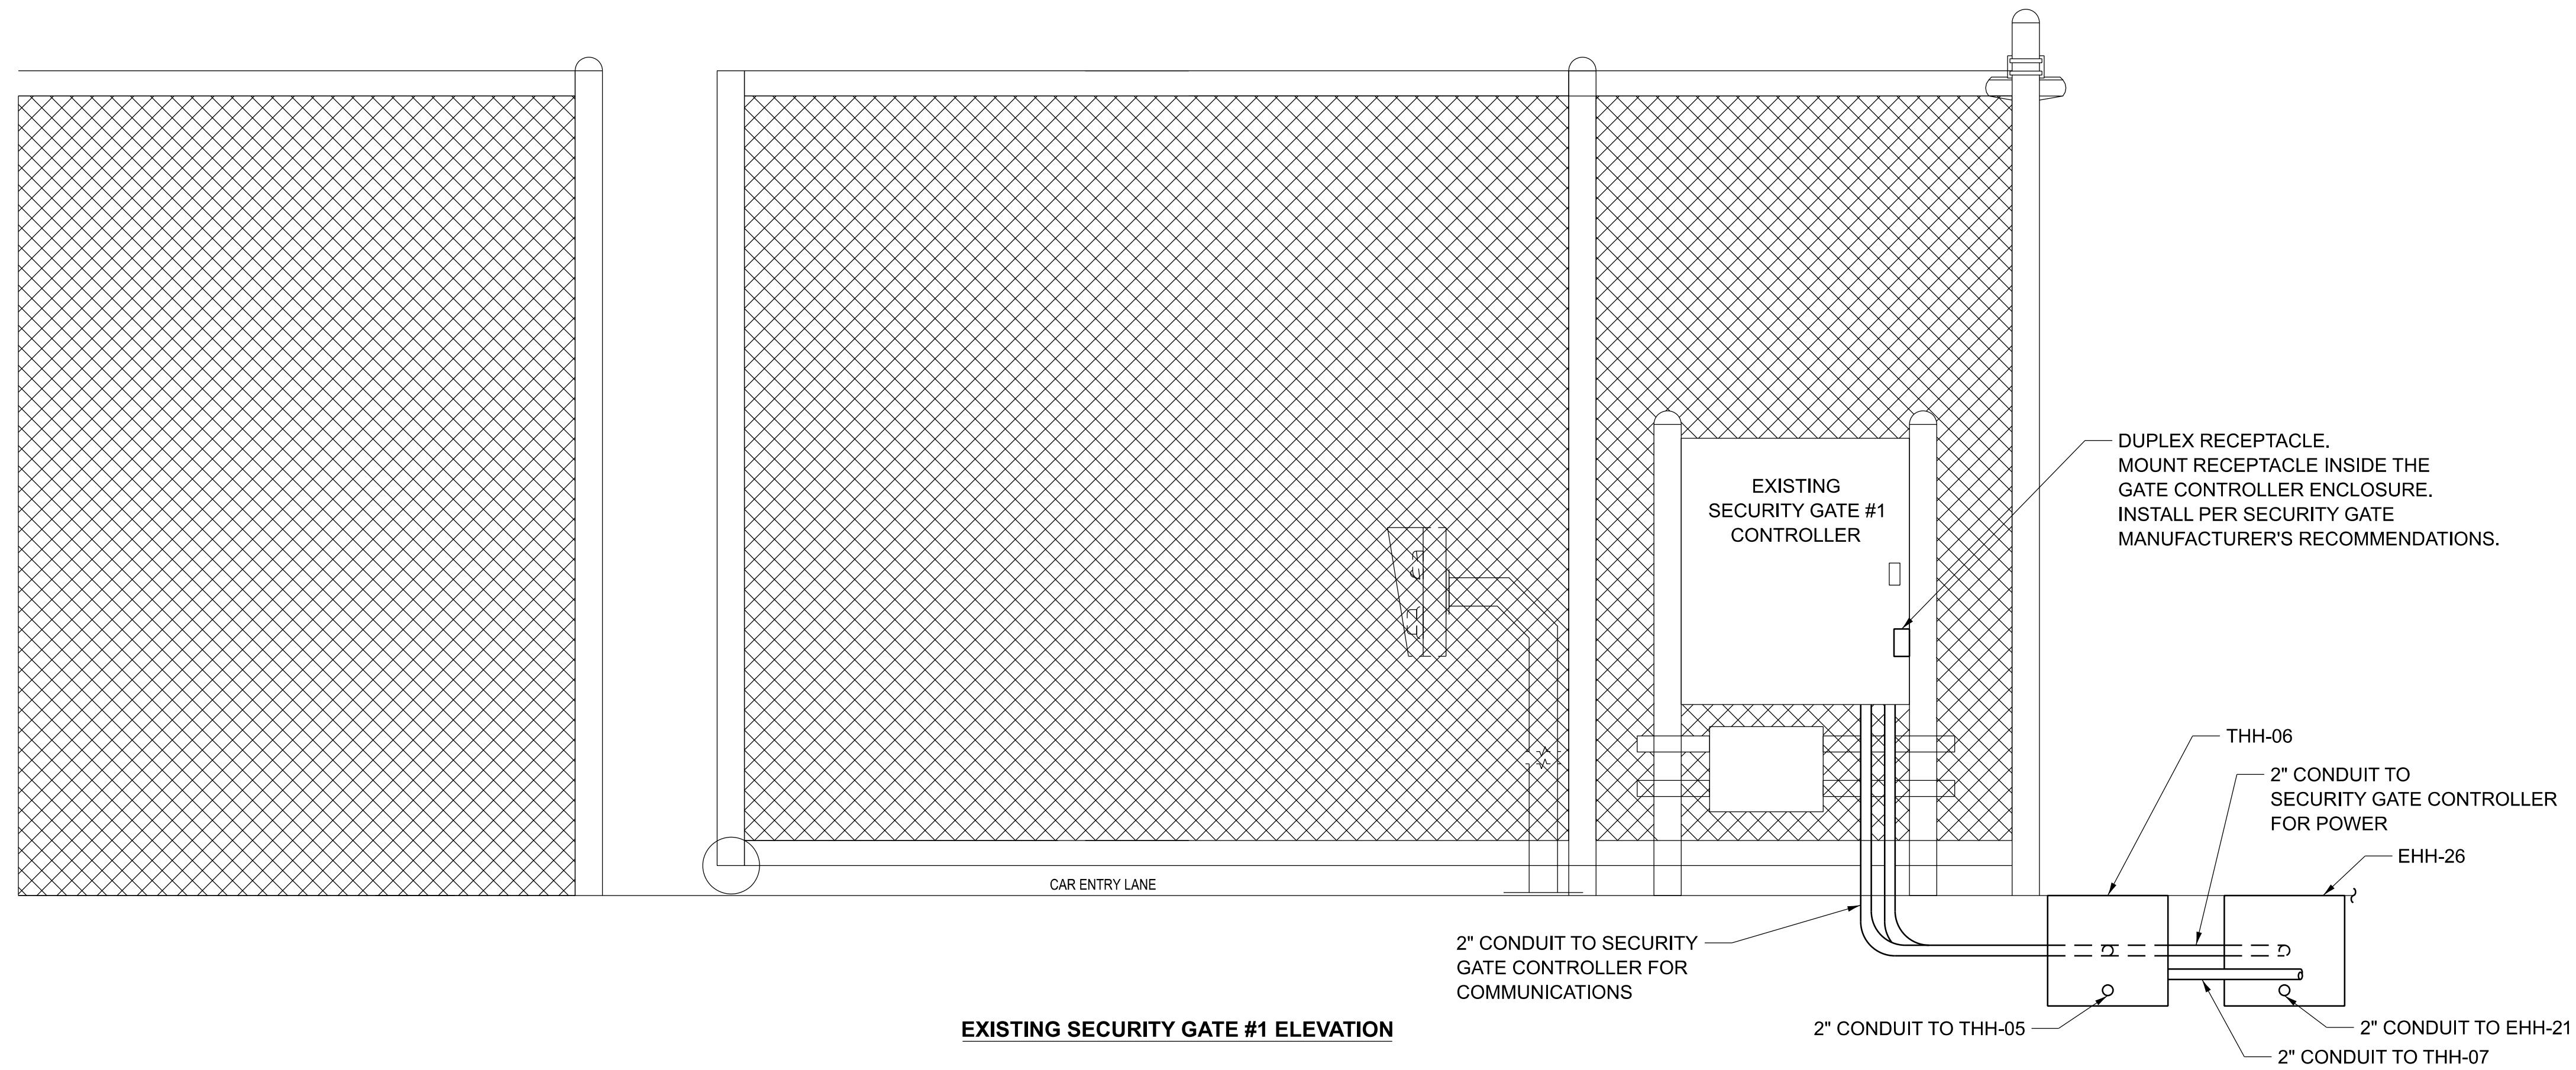 DUPLEX RECEPTACLE.
MOUNT RECEPTACLE INSIDE THE
GATE CONTROLLER ENCLOSURE.
INSTALL PER SECURITY GATE
MANUFACTURER'S RECOMMENDATIONS.
EXISTING
SECURITY GATE #1
CONTROLLER
THH-06
2" CONDUIT TO
SECURITY GATE CONTROLLER
FOR POWER
EHH-26
CAR ENTRY LANE
2" CONDUIT TO SECURITY
GATE CONTROLLER FOR
COMMUNICATIONS
2" CONDUIT TO THH-05
2" CONDUIT TO EHH-21
2" CONDUIT TO THH-07
EXISTING SECURITY GATE #1 ELEVATION